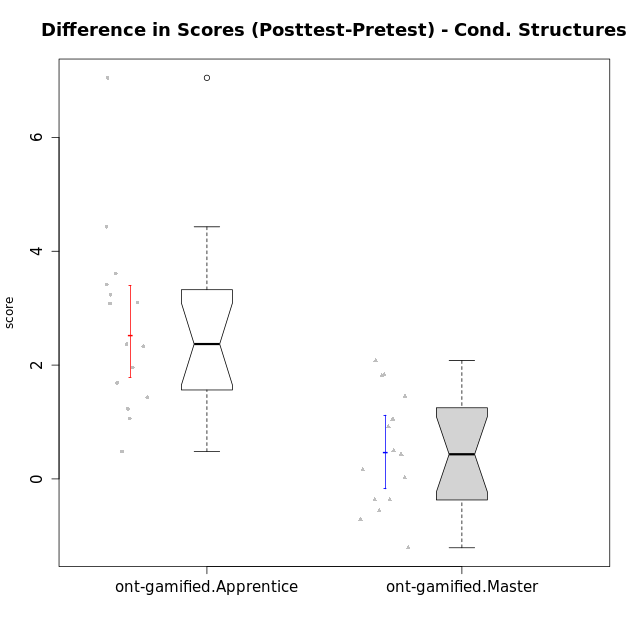 Difference in Scores (Posttest-Pretest) - Cond. Structures
6
4
2
0
score
ont-gamified.Apprentice
ont-gamified.Master